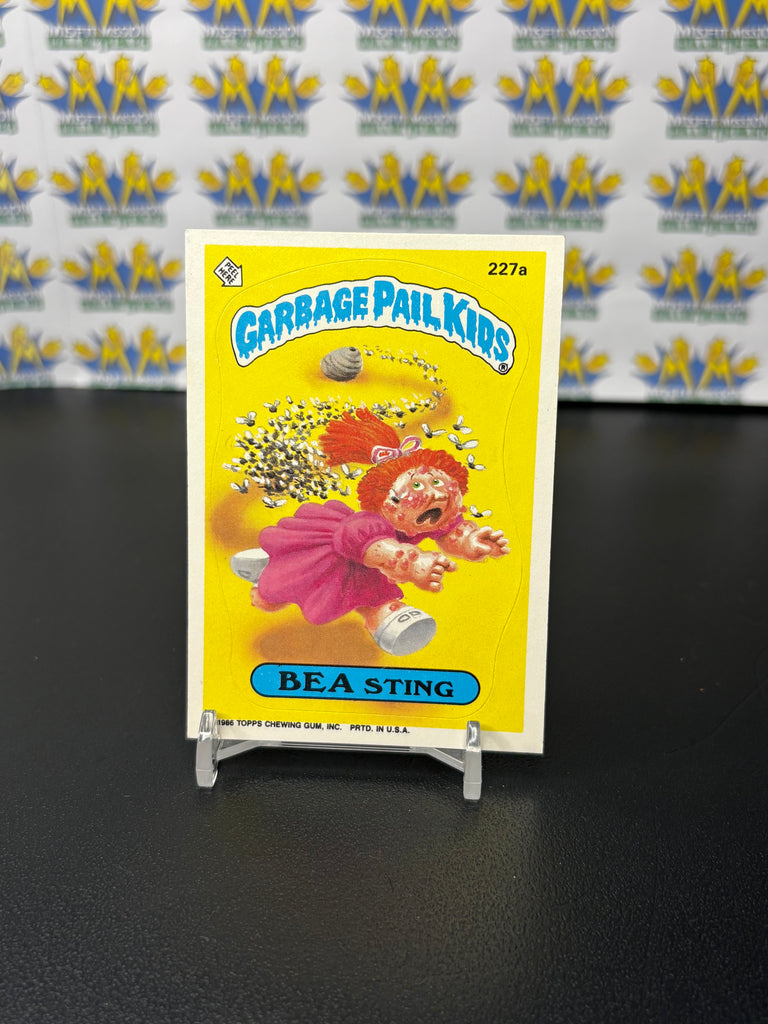 PEEL HERE
227a
GARBAGE PAIL KIDS®
BEA STING
1986 TOPPS CHEWING GUM, INC. PRTD. IN U.S.A.